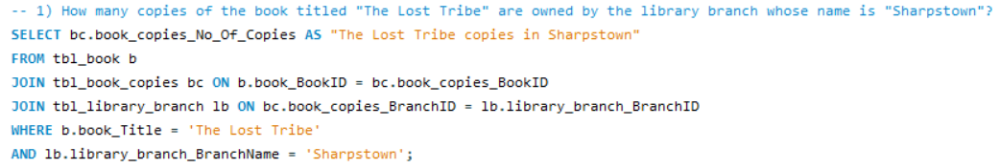 -- 1) How many copies of the book titled "The Lost Tribe" are owned by the library branch whose name is "Sharpstown"?
SELECT bc.book_copies_No_Of_Copies AS "The Lost Tribe copies in Sharpstown"
FROM tbl_book b
JOIN tbl_book_copies bc ON b.book_BookID = bc.book_copies_BookID
JOIN tbl_library_branch lb ON bc.book_copies_BranchID = lb.library_branch_BranchID
WHERE b.book_Title = 'The Lost Tribe'
AND lb.library_branch_BranchName = 'Sharpstown';